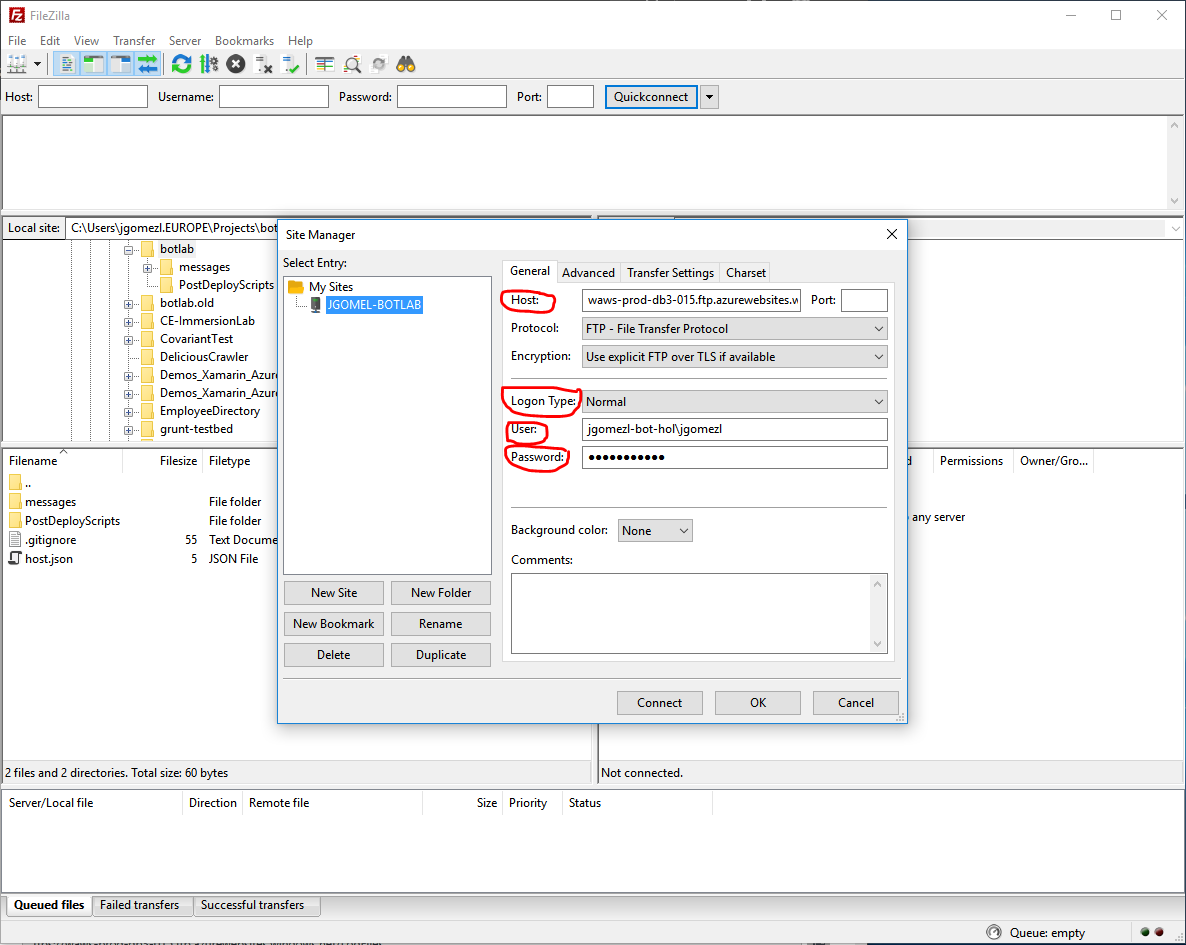 FileZilla
File Edit View Transfer Server Bookmarks Help
Host: Username: Password: Port: Quickconnect
Local site: C:\Users\jgomezl.EUROPE\Projects\bot
botlab
messages
PostDeployScripts
botlab.old
CE-ImmersionLab
CovariantTest
DeliciousCrawler
Demos_Xamarin_Azur
Demos_Xamarin_Azur
EmployeeDirectory
grunt-testbed
Filename Filesize Filetype
..
messages File folder
PostDeployScripts File folder
.gitignore 55 Text Docume
host.json 5 JSON File
2 files and 2 directories. Total size: 60 bytes
Site Manager
Select Entry:
My Sites
JGOMEL-BOTLAB
New Site New Folder
New Bookmark Rename
Delete Duplicate
General Advanced Transfer Settings Charset
Host: waws-prod-db3-015.ftp.azurewebsites.w Port:
Protocol: FTP - File Transfer Protocol
Encryption: Use explicit FTP over TLS if available
Logon Type: Normal
User: jgomezl-bot-hol\jgomezl
Password: ●●●●●●●●●●●
Background color: None
Comments:
Connect OK Cancel
d Permissions Owner/Gro...
any server
Not connected.
Server/Local file Direction Remote file Size Priority Status
Queued files Failed transfers Successful transfers
Queue: empty